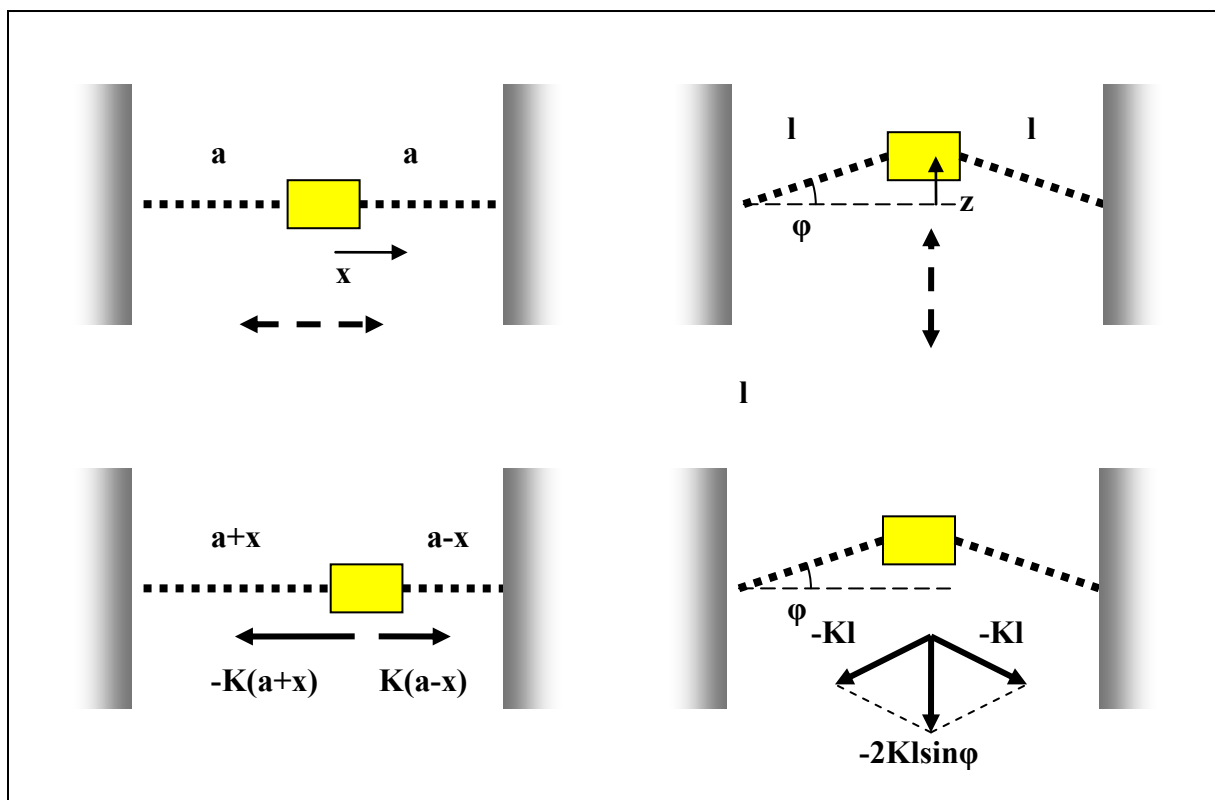 a a
x
l l
φ z
l
a+x a-x
-K(a+x) K(a-x)
φ
-Kl -Kl
-2Klsinφ